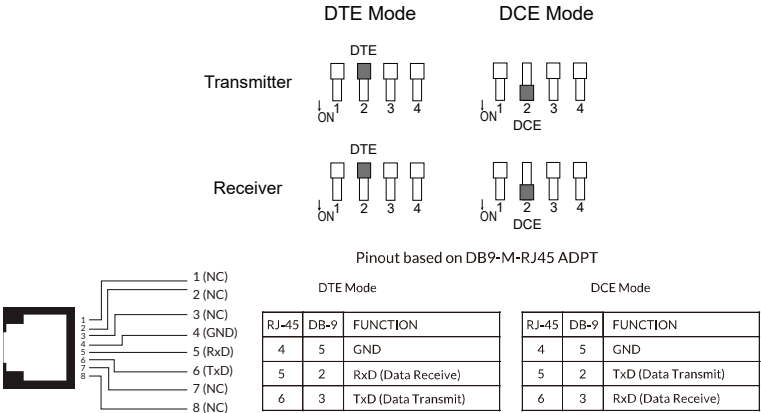 DTE Mode DCE Mode
DTE
Transmitter
↓ON 1 2 3 4 ↓ON 1 2 3 4
DCE
DTE
Receiver
↓ON 1 2 3 4 ↓ON 1 2 3 4
DCE
Pinout based on DB9-M-RJ45 ADPT
1
2
3
4
5
6
7
8
1 (NC)
2 (NC)
3 (NC)
4 (GND)
5 (RxD)
6 (TxD)
7 (NC)
8 (NC)
DTE Mode
RJ-45 DB-9 FUNCTION
4 5 GND
5 2 RxD (Data Receive)
6 3 TxD (Data Transmit)
DCE Mode
RJ-45 DB-9 FUNCTION
4 5 GND
5 2 TxD (Data Transmit)
6 3 RxD (Data Receive)